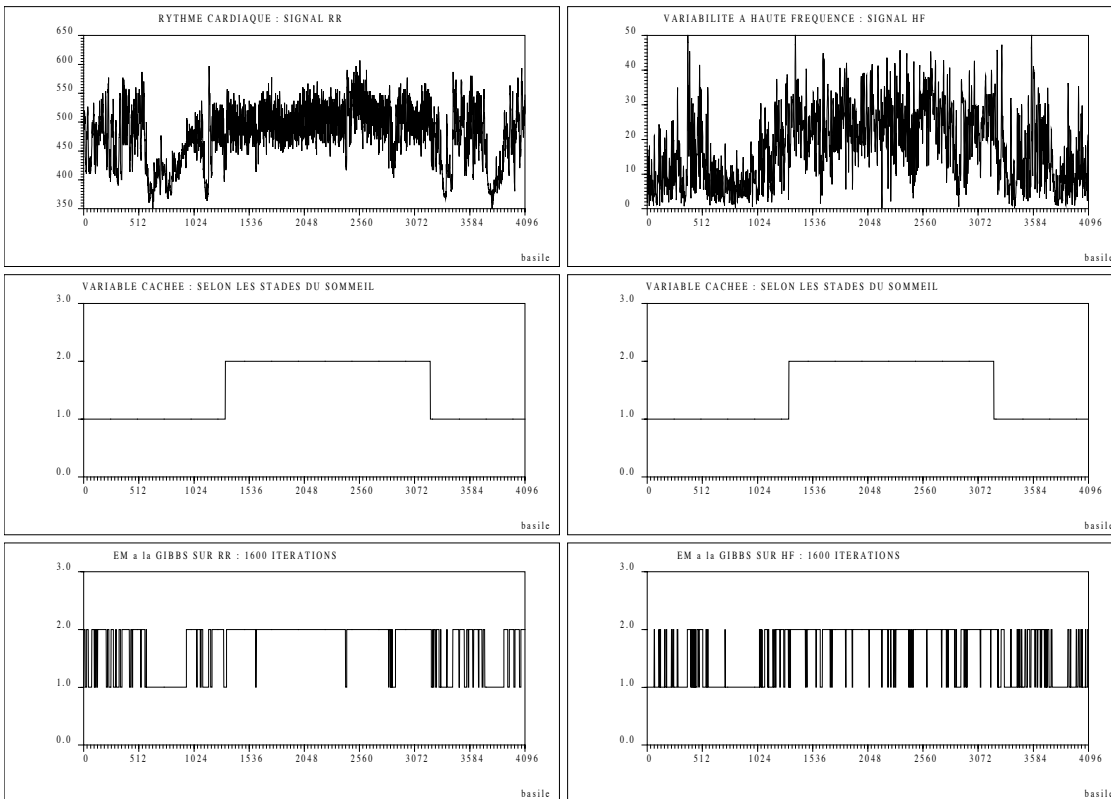 RYTHME CARDIAQUE : SIGNAL RR
650
600
550
500
450
400
350
0 512 1024 1536 2048 2560 3072 3584 4096
basile
VARIABILITE A HAUTE FREQUENCE : SIGNAL HF
50
40
30
20
10
0
0 512 1024 1536 2048 2560 3072 3584 4096
basile
VARIABLE CACHEE : SELON LES STADES DU SOMMEIL
3.0
2.0
1.0
0.0
0 512 1024 1536 2048 2560 3072 3584 4096
basile
VARIABLE CACHEE : SELON LES STADES DU SOMMEIL
3.0
2.0
1.0
0.0
0 512 1024 1536 2048 2560 3072 3584 4096
basile
EM a la GIBBS SUR RR : 1600 ITERATIONS
3.0
2.0
1.0
0.0
0 512 1024 1536 2048 2560 3072 3584 4096
basile
EM a la GIBBS SUR HF : 1600 ITERATIONS
3.0
2.0
1.0
0.0
0 512 1024 1536 2048 2560 3072 3584 4096
basile